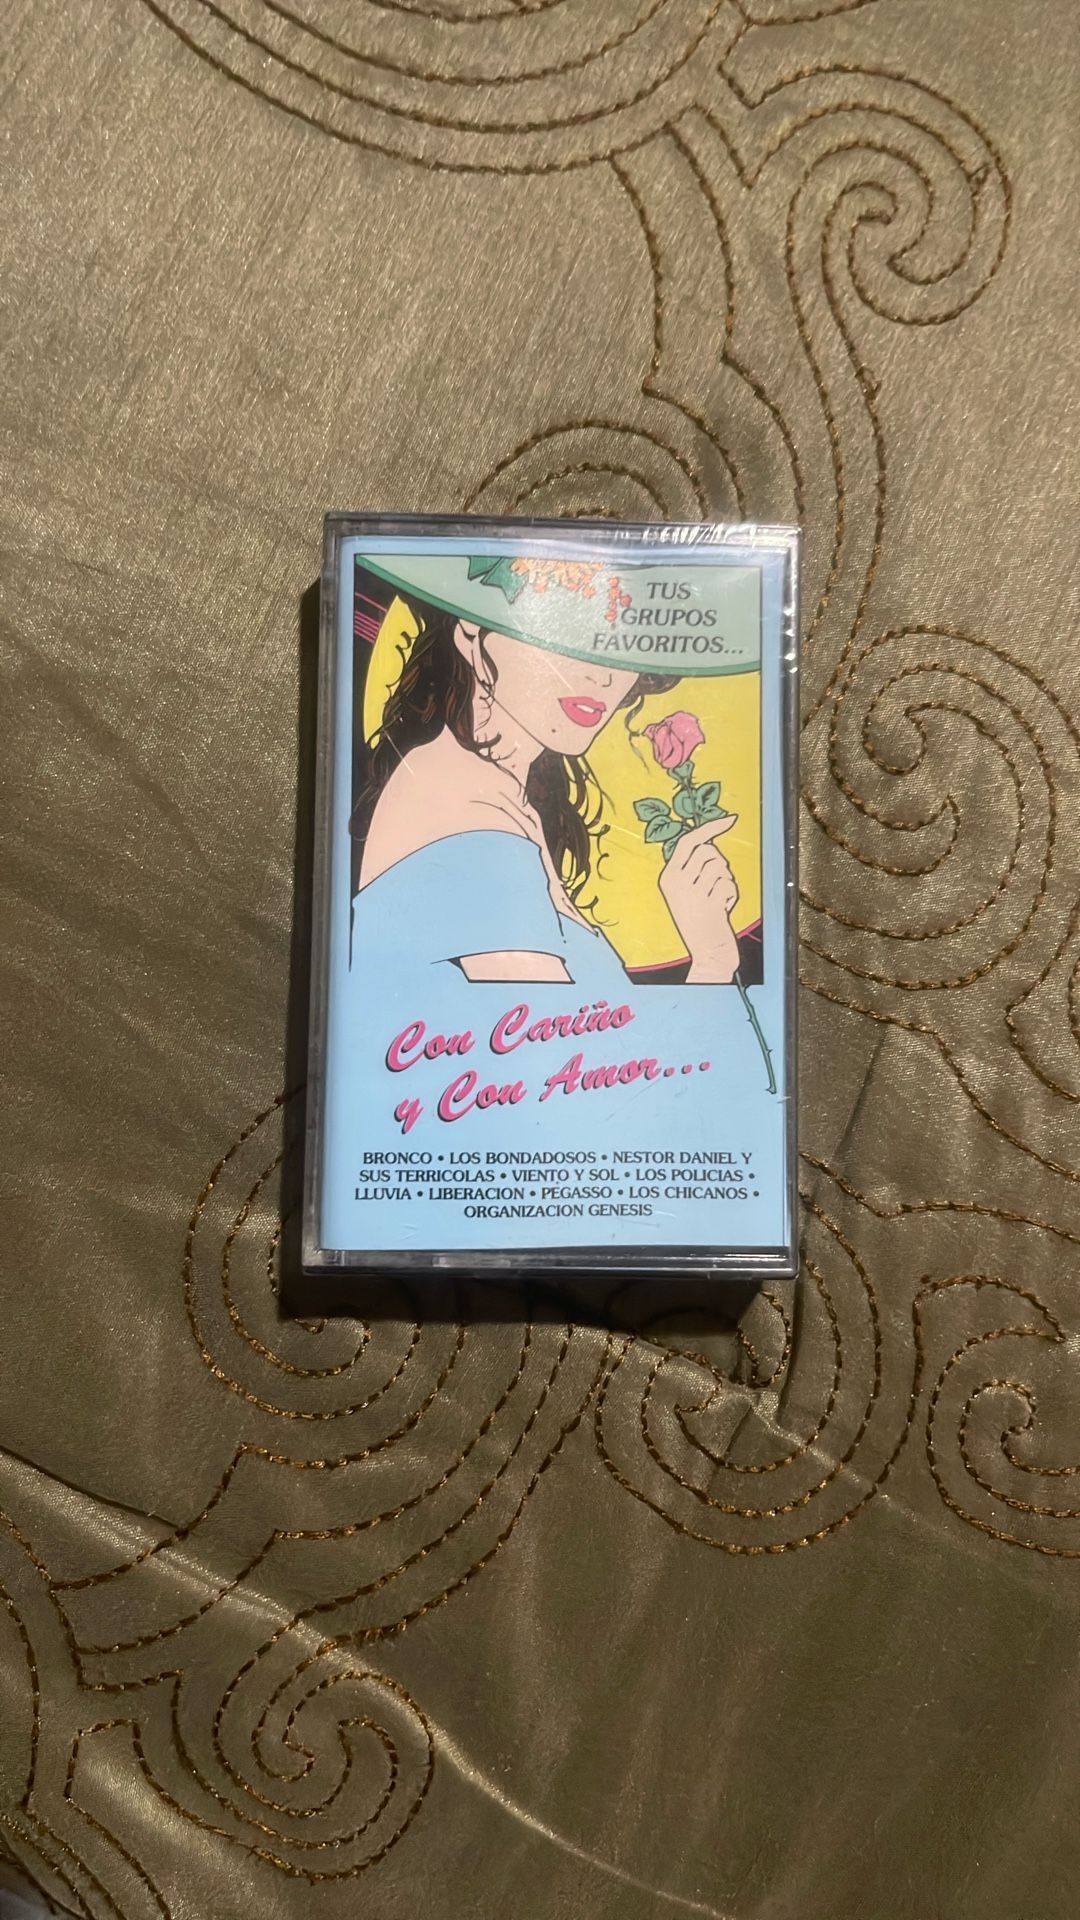 TUS
GRUPOS
FAVORITOS...
Con Cariño
y Con Amor...
BRONCO • LOS BONDADOSOS • NESTOR DANIEL Y
SUS TERRICOLAS • VIENTO Y SOL • LOS POLICIAS •
LLUVIA • LIBERACION • PEGASSO • LOS CHICANOS •
ORGANIZACION GENESIS